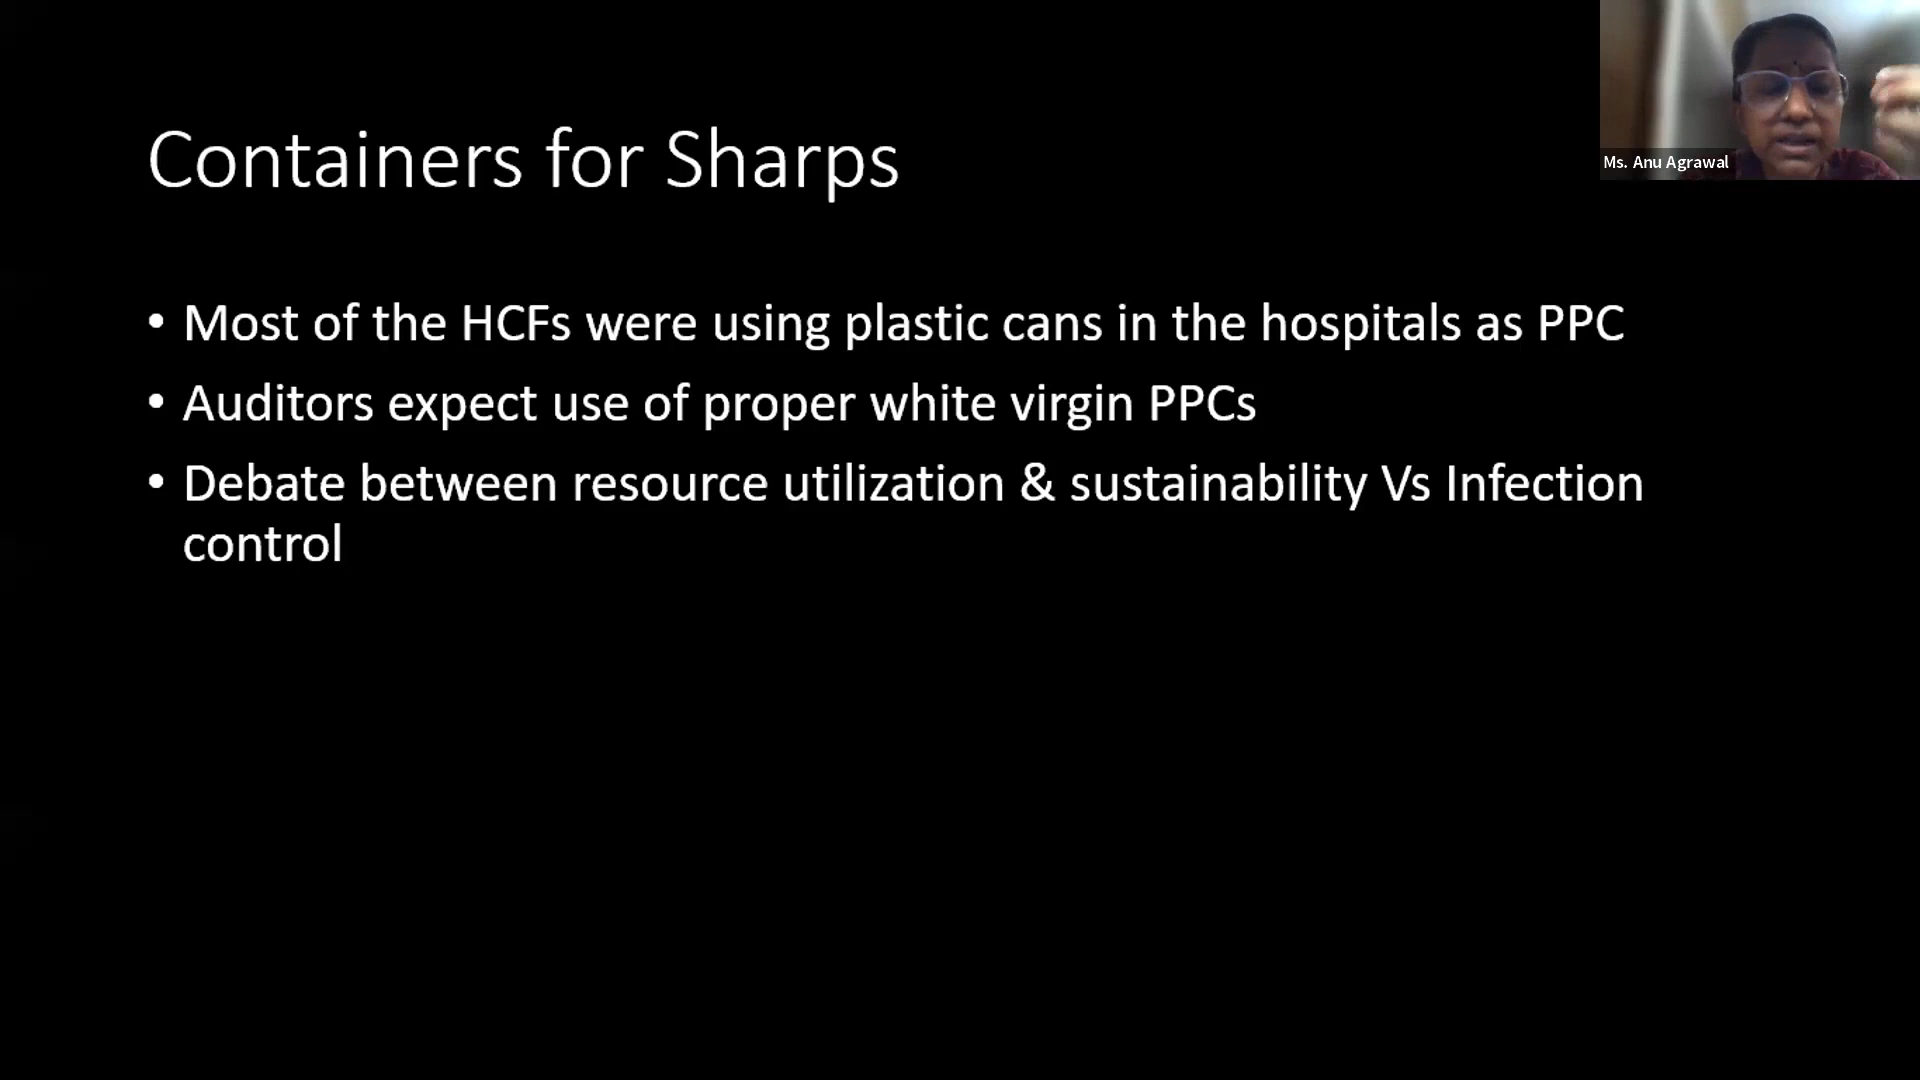 Containers for Sharps
Ms. Anu Agrawal
• Most of the HCFs were using plastic cans in the hospitals as PPC
• Auditors expect use of proper white virgin PPCs
• Debate between resource utilization & sustainability Vs Infection
control